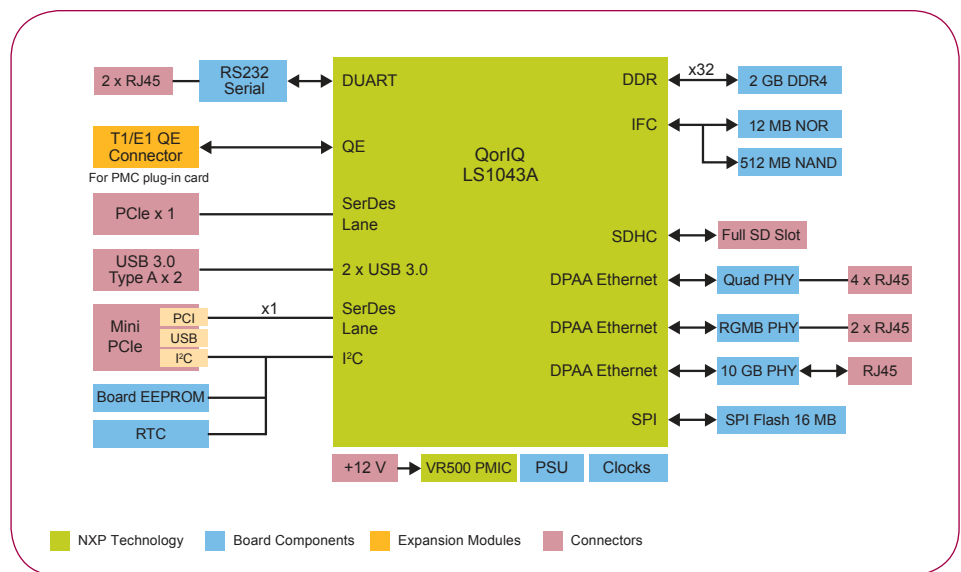 2 x RJ45
RS232
Serial
DUART
T1/E1 QE
Connector
For PMC plug-in card
QE
PCIe x 1
SerDes
Lane
USB 3.0
Type A x 2
2 x USB 3.0
Mini
PCIe
PCI
USB
I²C
x1
SerDes
Lane
I²C
Board EEPROM
RTC
QorIQ
LS1043A
DDR
x32
2 GB DDR4
IFC
12 MB NOR
512 MB NAND
SDHC
Full SD Slot
DPAA Ethernet
Quad PHY
4 x RJ45
DPAA Ethernet
RGMB PHY
2 x RJ45
DPAA Ethernet
10 GB PHY
RJ45
SPI
SPI Flash 16 MB
+12 V
VR500 PMIC
PSU
Clocks
NXP Technology
Board Components
Expansion Modules
Connectors